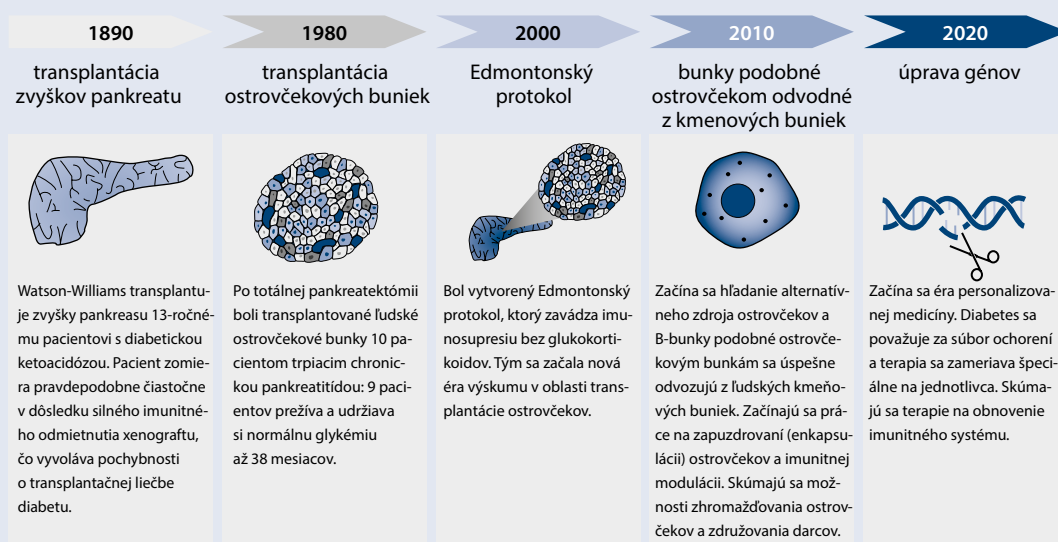 1890
transplantácia
zvyškov pankreatu
Watson-Williams transplantu-
je zvyšky pankreasu 13-ročné-
mu pacientovi s diabetickou
ketoacidózou. Pacient zomie-
ra pravdepodobne čiastočne
v dôsledku silného imunitné-
ho odmietnutia xenograftu,
čo vyvoláva pochybnosti
o transplantačnej liečbe
diabetu.
1980
transplantácia
ostrovčekových buniek
Po totálnej pankreatektómii
boli transplantované ľudské
ostrovčekové bunky 10 pa-
cientom trpiacim chronic-
kou pankreatitídou: 9 paci-
entov prežíva a udržiava
si normálnu glykémiu
až 38 mesiacov.
2000
Edmontonský
protokol
Bol vytvorený Edmontonský
protokol, ktorý zavádza imu-
nosupresiu bez glukokorti-
koidov. Tým sa začala nová
éra výskumu v oblasti trans-
plantácie ostrovčekov.
2010
bunky podobné
ostrovčekom odvodné
z kmenových buniek
Začína sa hľadanie alternatív-
neho zdroja ostrovčekov a
B-bunky podobné ostrovče-
kovým bunkám sa úspešne
odvozujú z ľudských kmeňo-
vých buniek. Začínajú sa prá-
ce na zapuzdrovaní (enkapsu-
lácii) ostrovčekov a imunitnej
modulácii. Skúmajú sa mož-
nosti zhromažďovania ostrov-
čekov a združovania darcov.
2020
úprava génov
Začína sa éra personalizova-
nej medicíny. Diabetes sa
považuje za súbor ochorení
a terapia sa zameriava špeci-
álne na jednotlivca. Skúma-
jú sa terapie na obnovenie
imunitného systému.